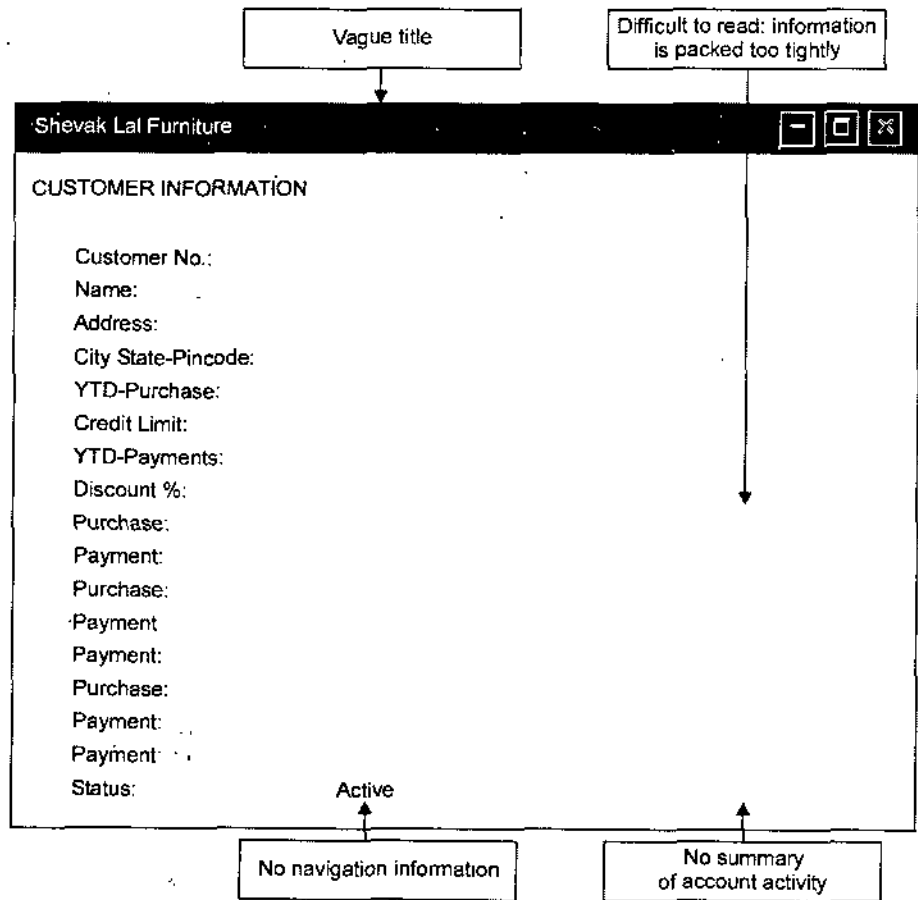 Vague title
Difficult to read: information
is packed too tightly
Shevak Lal Furniture
CUSTOMER INFORMATION
Customer No.:
Name:
Address:
City State-Pincode:
YTD-Purchase:
Credit Limit:
YTD-Payments:
Discount %:
Purchase:
Payment:
Purchase:
Payment
Payment:
Purchase:
Payment:
Payment
Status: Active
No navigation information
No summary
of account activity